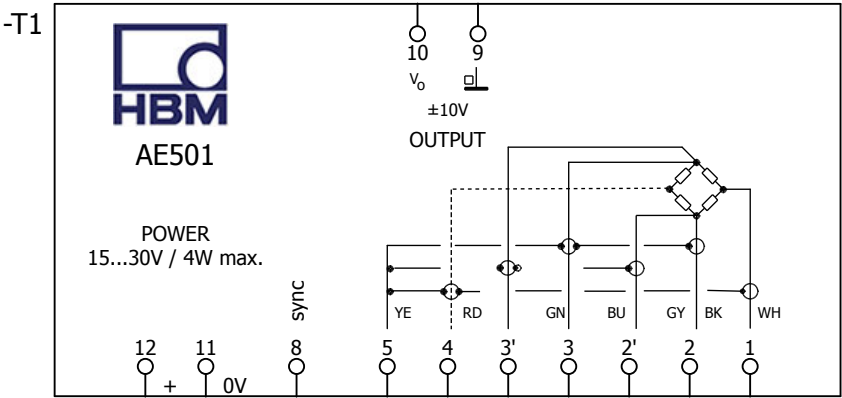 -T1
10 9
Vo
±10V
OUTPUT
HBM
AE501
POWER
15...30V / 4W max.
sync
YE RD GN BU GY BK WH
12 11 8 5 4 3' 3 2' 2 1
+ 0V